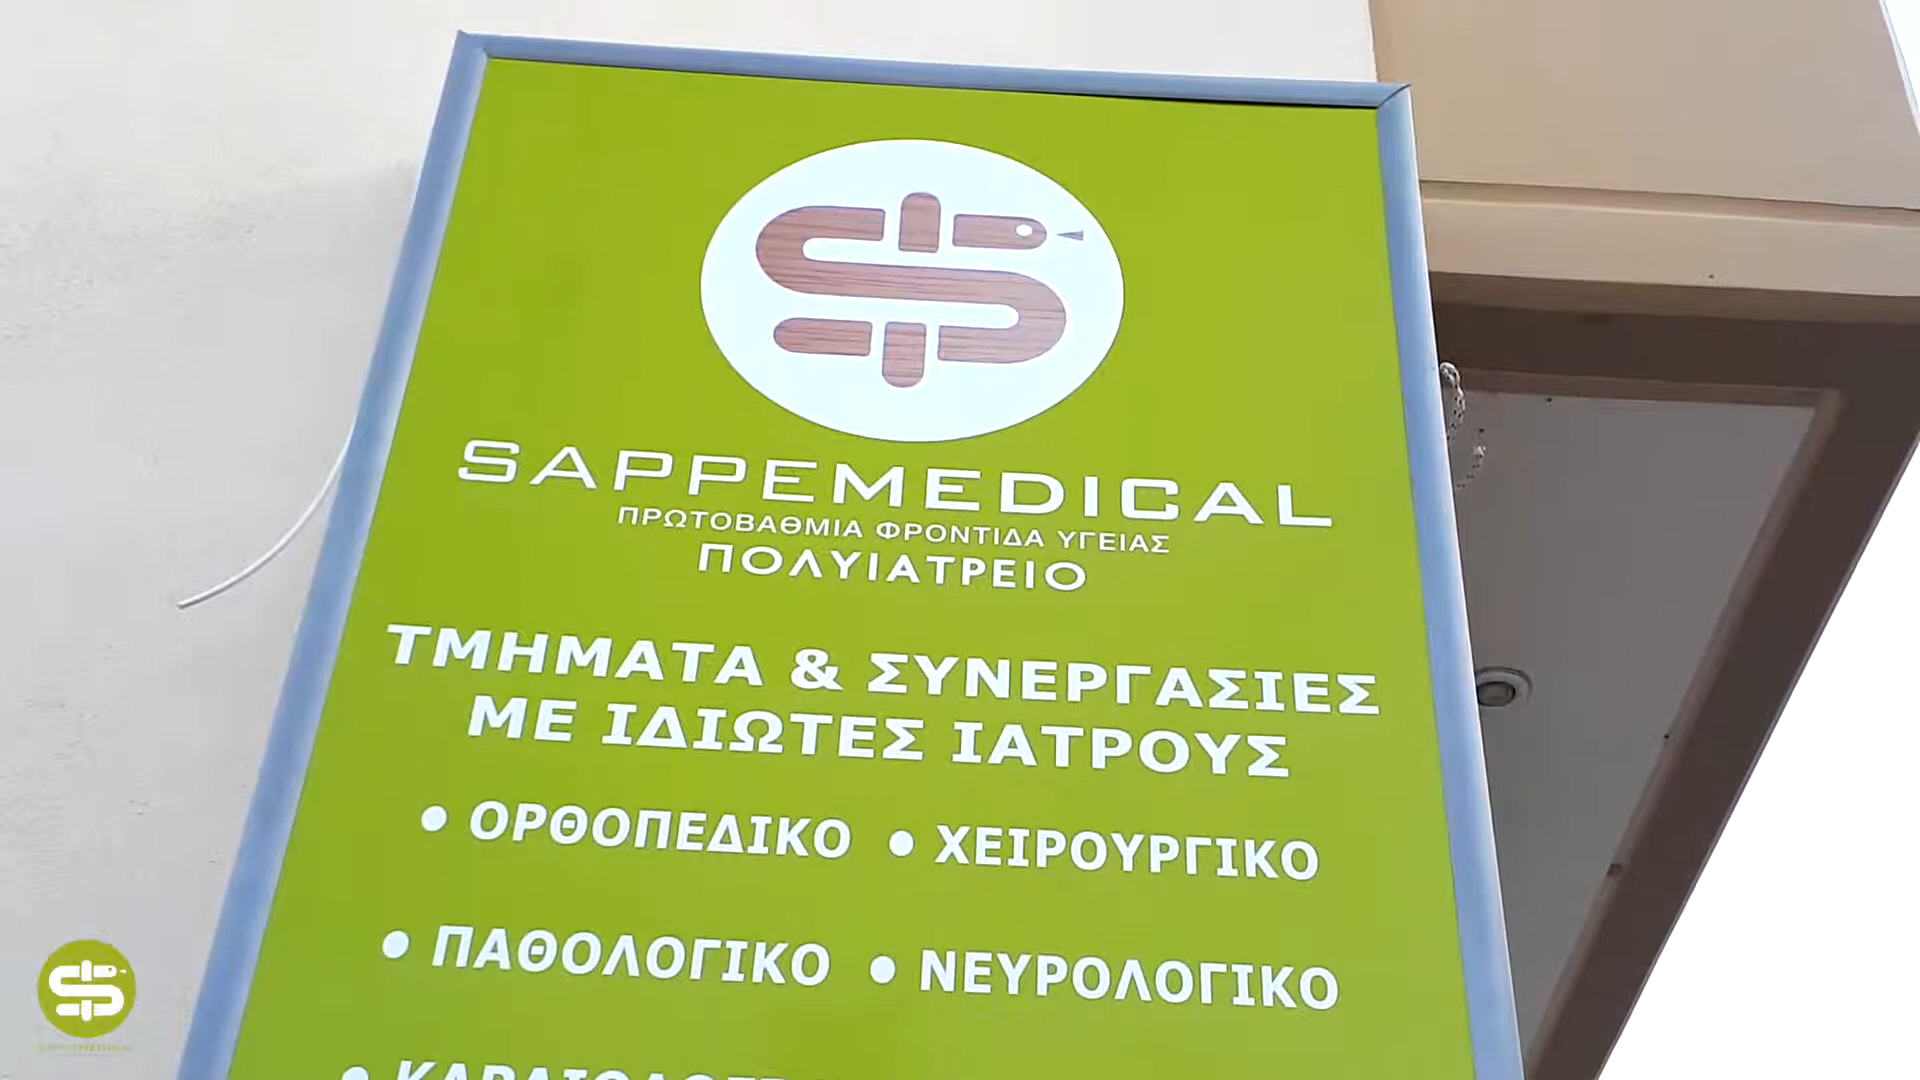 SAPPEMEDICAL
ΠΡΩΤΟΒΑΘΜΙΑ ΦΡΟΝΤΙΔΑ ΥΓΕΙΑΣ
ΠΟΛΥΙΑΤΡΕΙΟ
ΤΜΗΜΑΤΑ & ΣΥΝΕΡΓΑΣΙΕΣ
ΜΕ ΙΔΙΩΤΕΣ ΙΑΤΡΟΥΣ
• ΟΡΘΟΠΕΔΙΚΟ • ΧΕΙΡΟΥΡΓΙΚΟ
• ΠΑΘΟΛΟΓΙΚΟ • ΝΕΥΡΟΛΟΓΙΚΟ